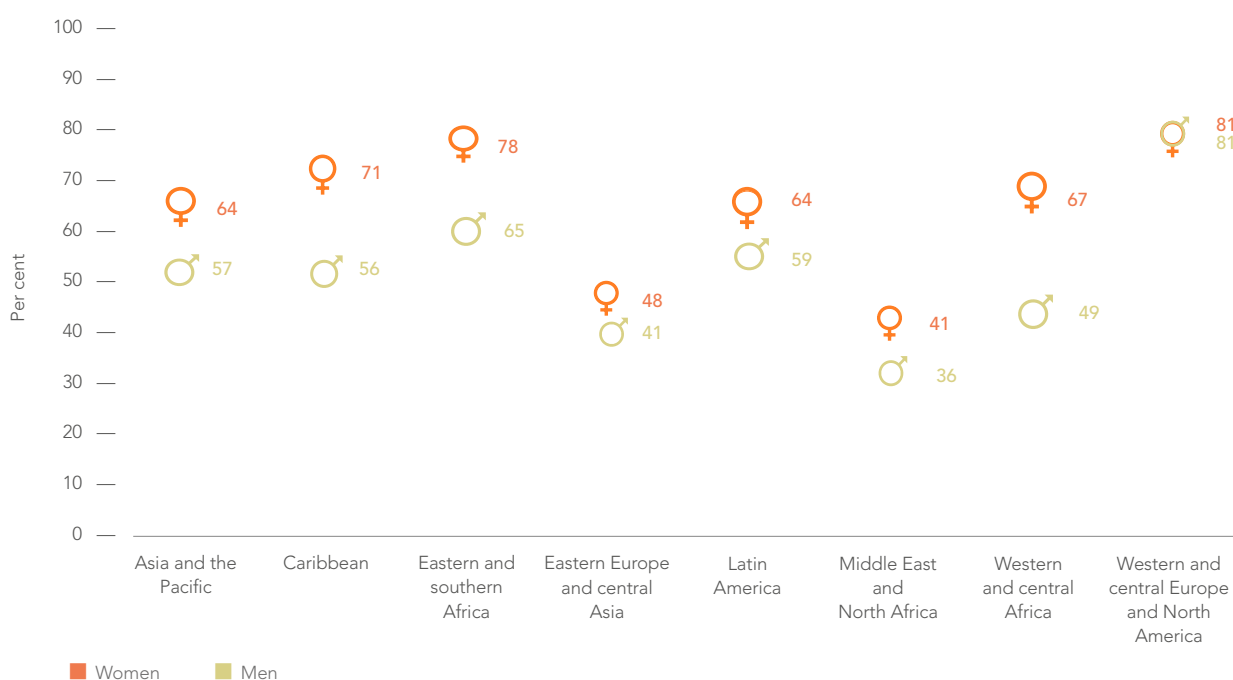 100
90
80
70
60
50
40
30
20
10
0
Per cent
64
57
71
56
78
65
48
41
64
59
41
36
67
49
81
81
Asia and the
Pacific
Caribbean
Eastern and
southern
Africa
Eastern Europe
and central
Asia
Latin
America
Middle East
and
North Africa
Western
and central
Africa
Western and
central Europe
and North
America
Women
Men